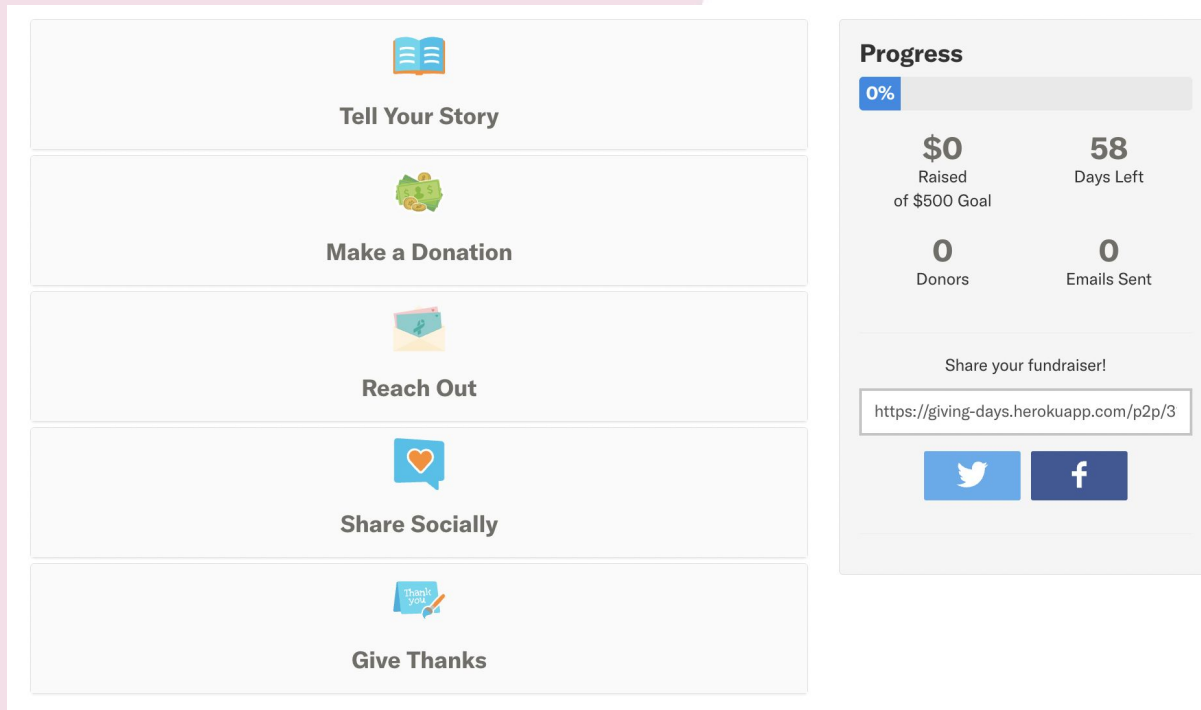 Tell Your Story
Make a Donation
Reach Out
Share Socially
Thank
you
Give Thanks
Progress
0%
$0
Raised
of $500 Goal
58
Days Left
0
Donors
0
Emails Sent
Share your fundraiser!
https://giving-days.herokuapp.com/p2p/3